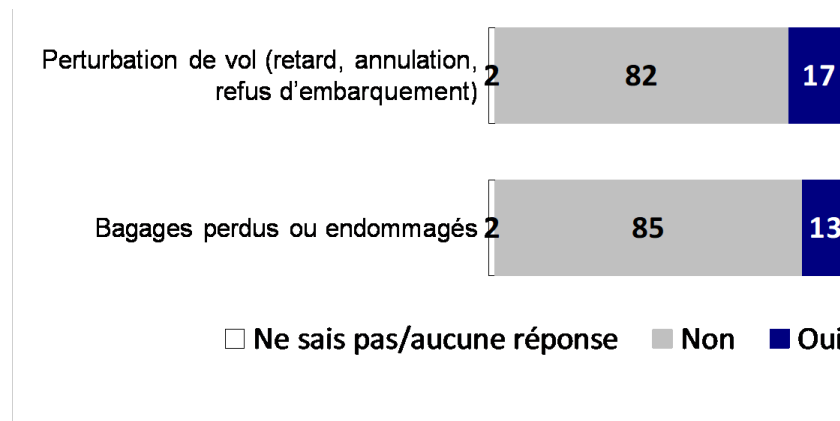 Perturbation de vol (retard, annulation,
refus d’embarquement)
2 82 17
Bagages perdus ou endommagés 2 85 13
Ne sais pas/aucune réponse Non Oui